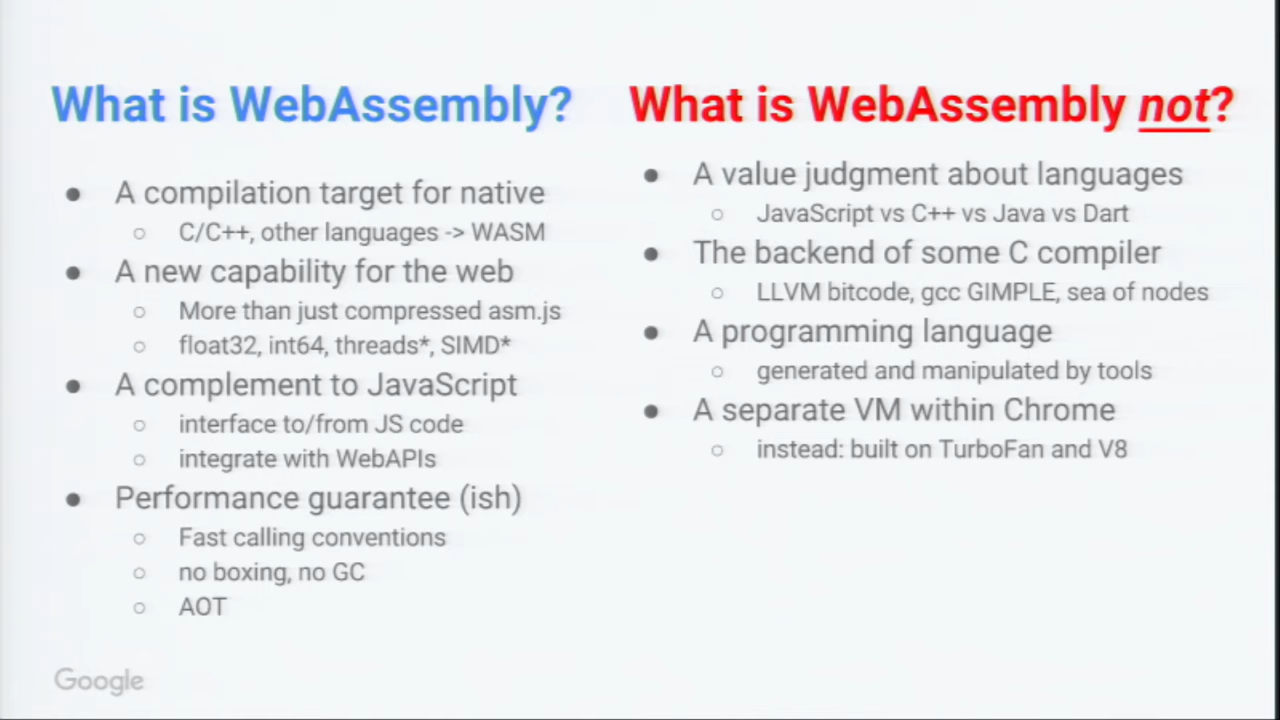 What is WebAssembly?
A compilation target for native
C/C++, other languages -> WASM
A new capability for the web
More than just compressed asm.js
float32, int64, threads*, SIMD*
A complement to JavaScript
interface to/from JS code
integrate with WebAPIs
Performance guarantee (ish)
Fast calling conventions
no boxing, no GC
AOT
What is WebAssembly not?
A value judgment about languages
JavaScript vs C++ vs Java vs Dart
The backend of some C compiler
LLVM bitcode, gcc GIMPLE, sea of nodes
A programming language
generated and manipulated by tools
A separate VM within Chrome
instead: built on TurboFan and V8
Google